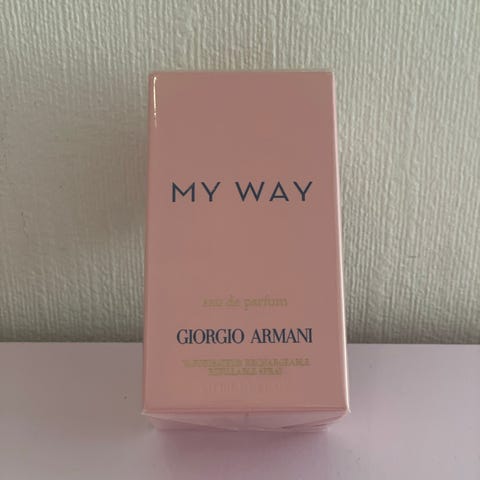 MY WAY
eau de parfum
GIORGIO ARMANI
VAPORISATEUR RECHARGEABLE
REFILLABLE SPRAY